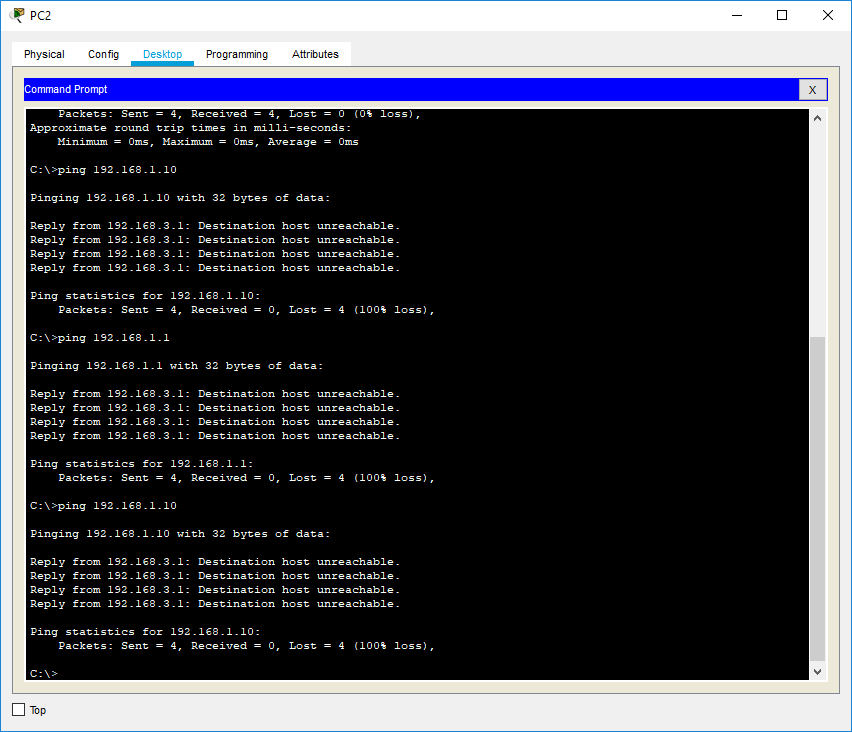 PC2
Physical Config Desktop Programming Attributes
Command Prompt X
Packets: Sent = 4, Received = 4, Lost = 0 (0% loss),
Approximate round trip times in milli-seconds:
Minimum = 0ms, Maximum = 0ms, Average = 0ms
C:\>ping 192.168.1.10
Pinging 192.168.1.10 with 32 bytes of data:
Reply from 192.168.3.1: Destination host unreachable.
Reply from 192.168.3.1: Destination host unreachable.
Reply from 192.168.3.1: Destination host unreachable.
Reply from 192.168.3.1: Destination host unreachable.
Ping statistics for 192.168.1.10:
Packets: Sent = 4, Received = 0, Lost = 4 (100% loss),
C:\>ping 192.168.1.1
Pinging 192.168.1.1 with 32 bytes of data:
Reply from 192.168.3.1: Destination host unreachable.
Reply from 192.168.3.1: Destination host unreachable.
Reply from 192.168.3.1: Destination host unreachable.
Reply from 192.168.3.1: Destination host unreachable.
Ping statistics for 192.168.1.1:
Packets: Sent = 4, Received = 0, Lost = 4 (100% loss),
C:\>ping 192.168.1.10
Pinging 192.168.1.10 with 32 bytes of data:
Reply from 192.168.3.1: Destination host unreachable.
Reply from 192.168.3.1: Destination host unreachable.
Reply from 192.168.3.1: Destination host unreachable.
Reply from 192.168.3.1: Destination host unreachable.
Ping statistics for 192.168.1.10:
Packets: Sent = 4, Received = 0, Lost = 4 (100% loss),
C:\>
Top